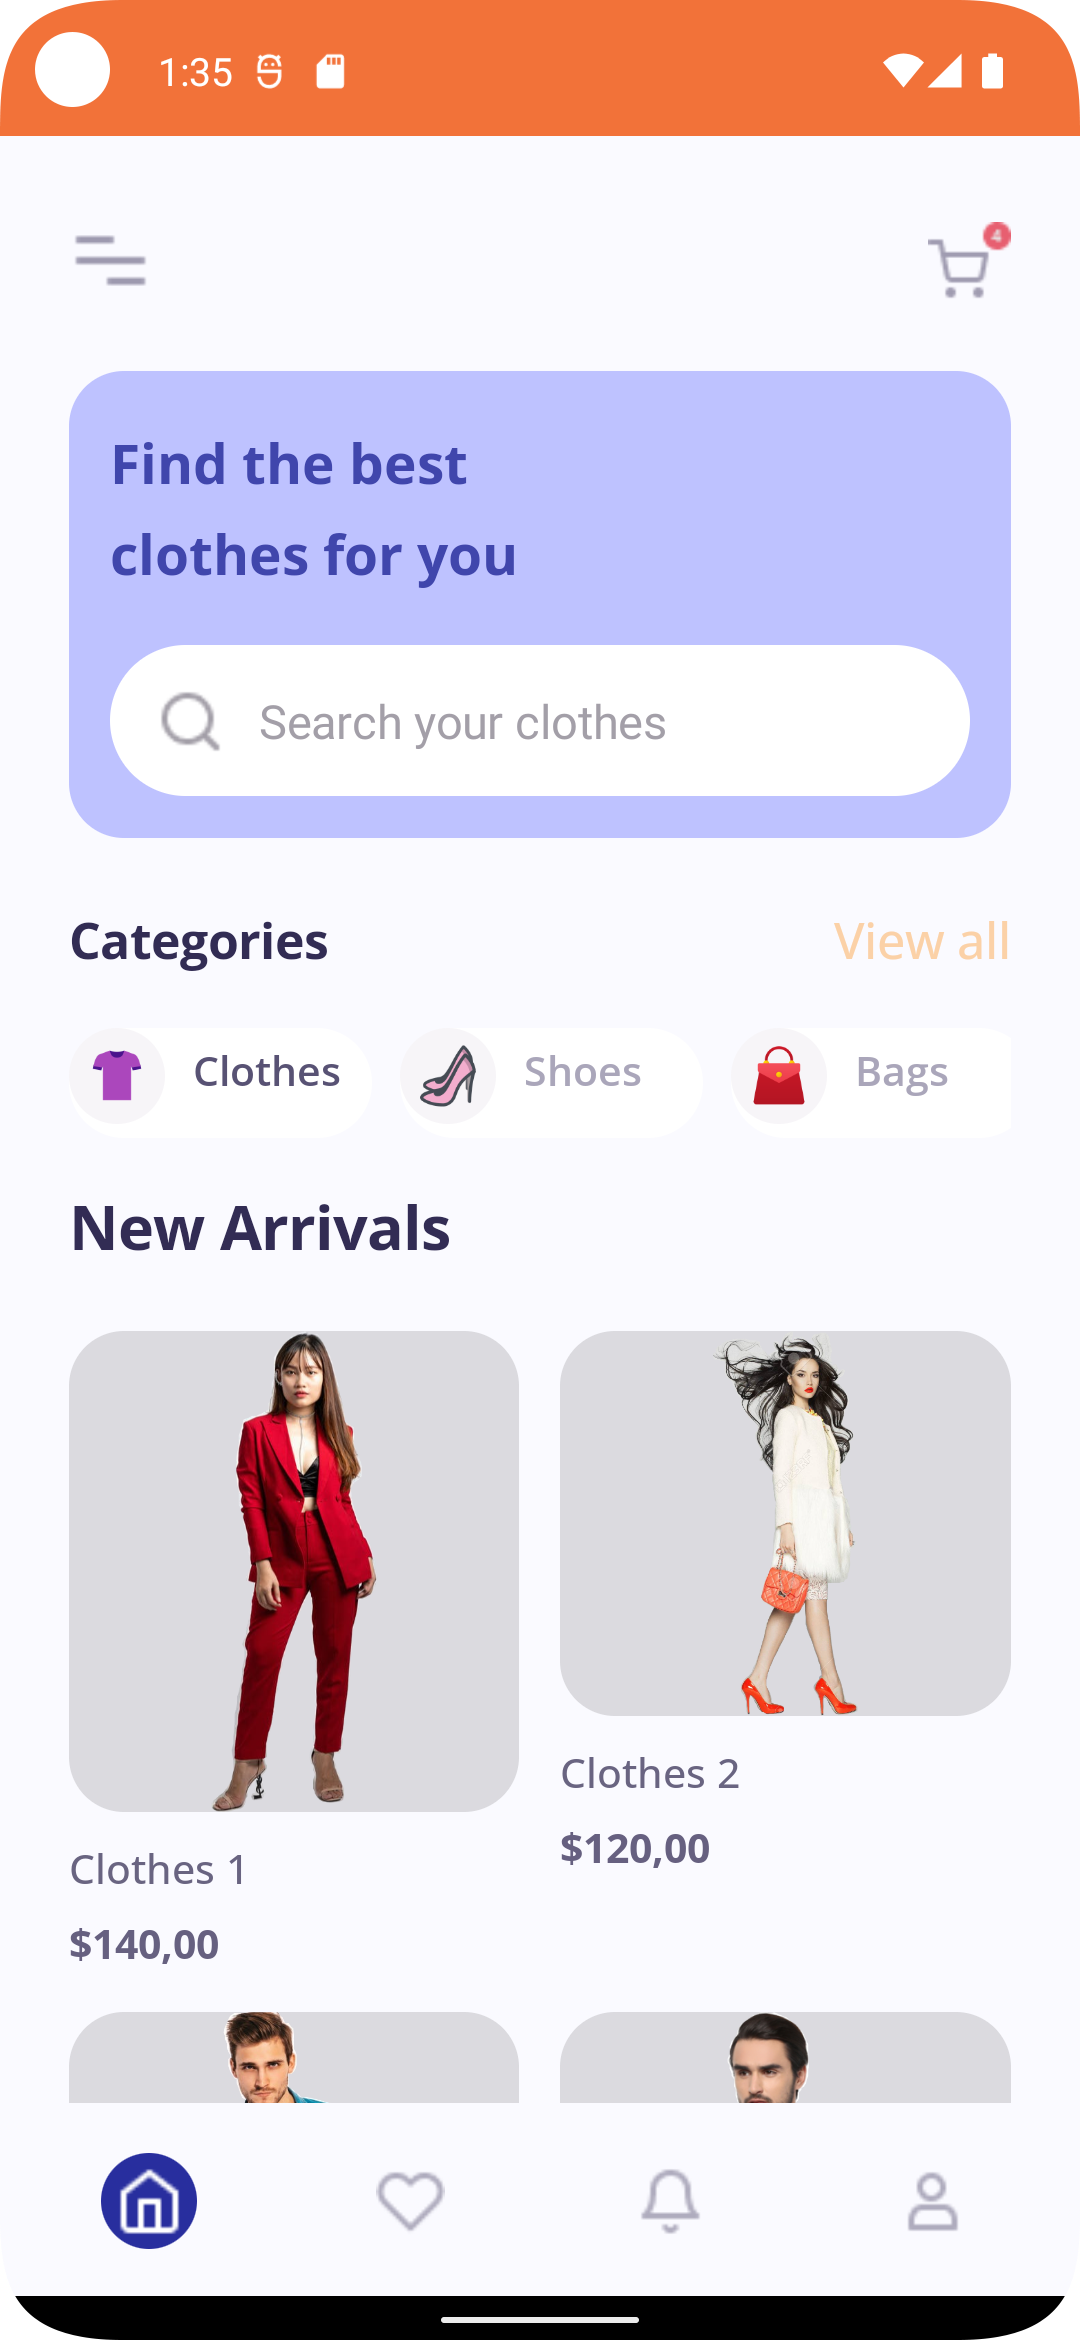 1:35
4
Find the best
clothes for you
Search your clothes
Categories
View all
Clothes
Shoes
Bags
New Arrivals
Clothes 1
$140,00
Clothes 2
$120,00